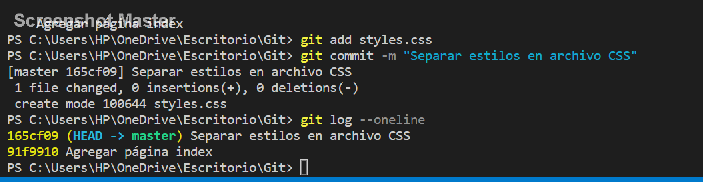 Screenshot Master
Agregar página index
PS C:\Users\HP\OneDrive\Escritorio\Git> git add styles.css
PS C:\Users\HP\OneDrive\Escritorio\Git> git commit -m "Separar estilos en archivo CSS"
[master 165cf09] Separar estilos en archivo CSS
 1 file changed, 0 insertions(+), 0 deletions(-)
 create mode 100644 styles.css
PS C:\Users\HP\OneDrive\Escritorio\Git> git log --oneline
165cf09 (HEAD -> master) Separar estilos en archivo CSS
91f9910 Agregar página index
PS C:\Users\HP\OneDrive\Escritorio\Git>